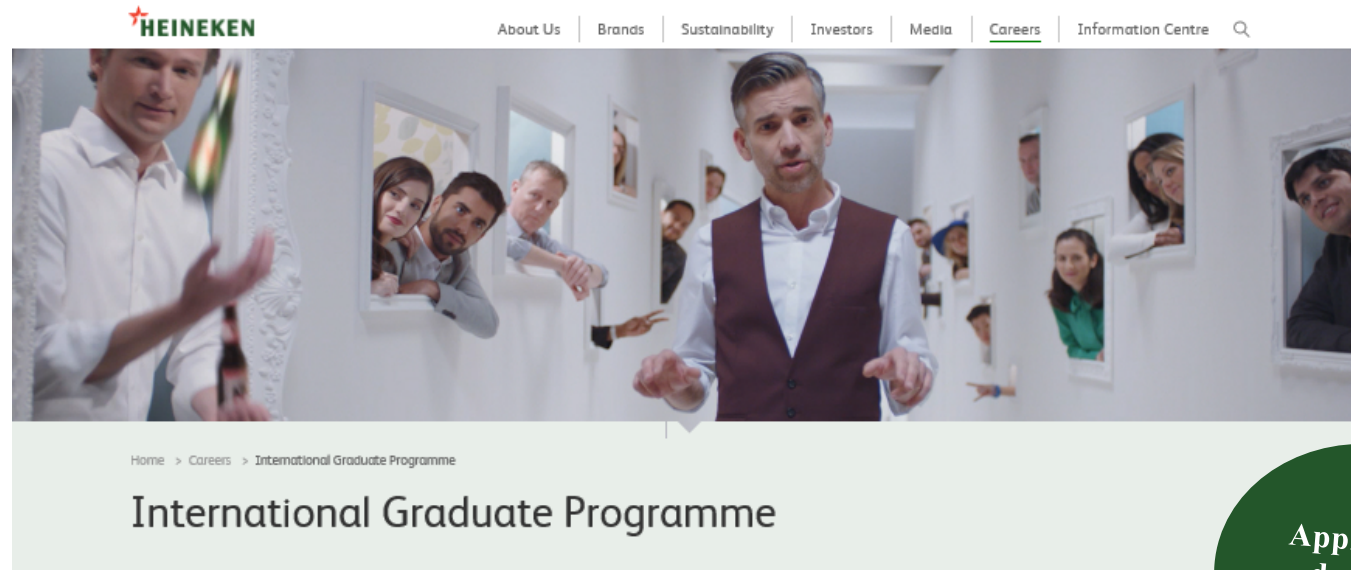 HEINEKEN
About Us Brands Sustainability Investors Media Careers Information Centre
Home > Careers > International Graduate Programme
International Graduate Programme